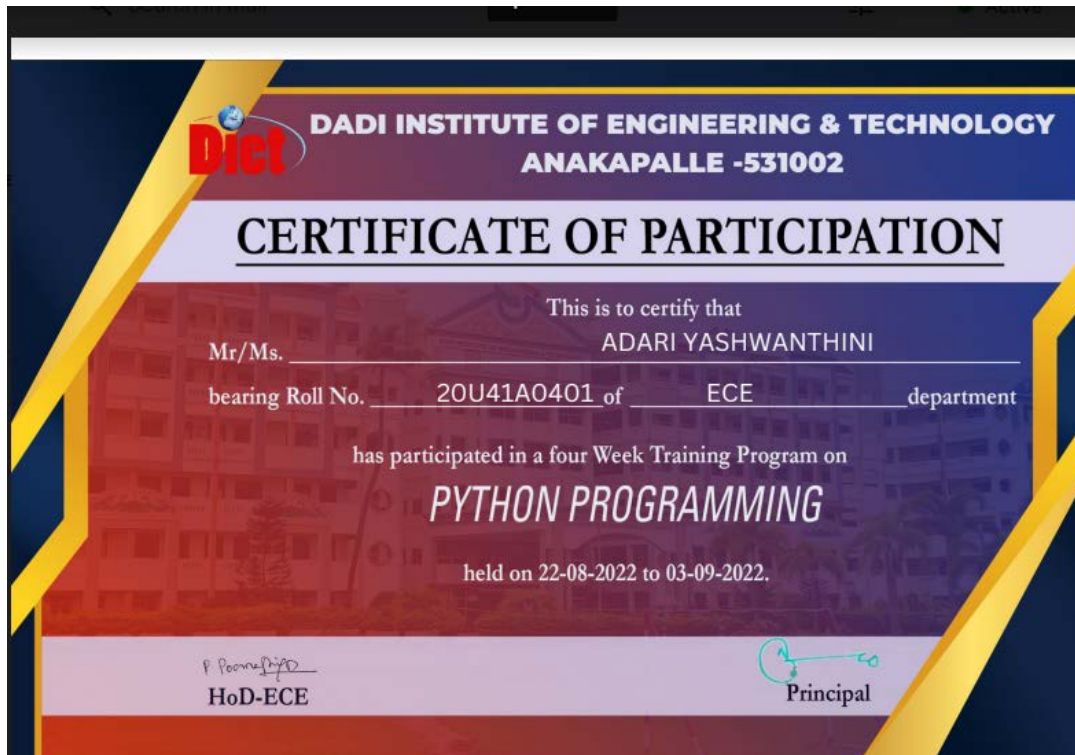 Diet
DADI INSTITUTE OF ENGINEERING & TECHNOLOGY
ANAKAPALLE -531002
CERTIFICATE OF PARTICIPATION
This is to certify that
Mr/Ms. ADARI YASHWANTHINI
bearing Roll No. 20U41A0401 of ECE department
has participated in a four Week Training Program on
PYTHON PROGRAMMING
held on 22-08-2022 to 03-09-2022.
HoD-ECE
Principal